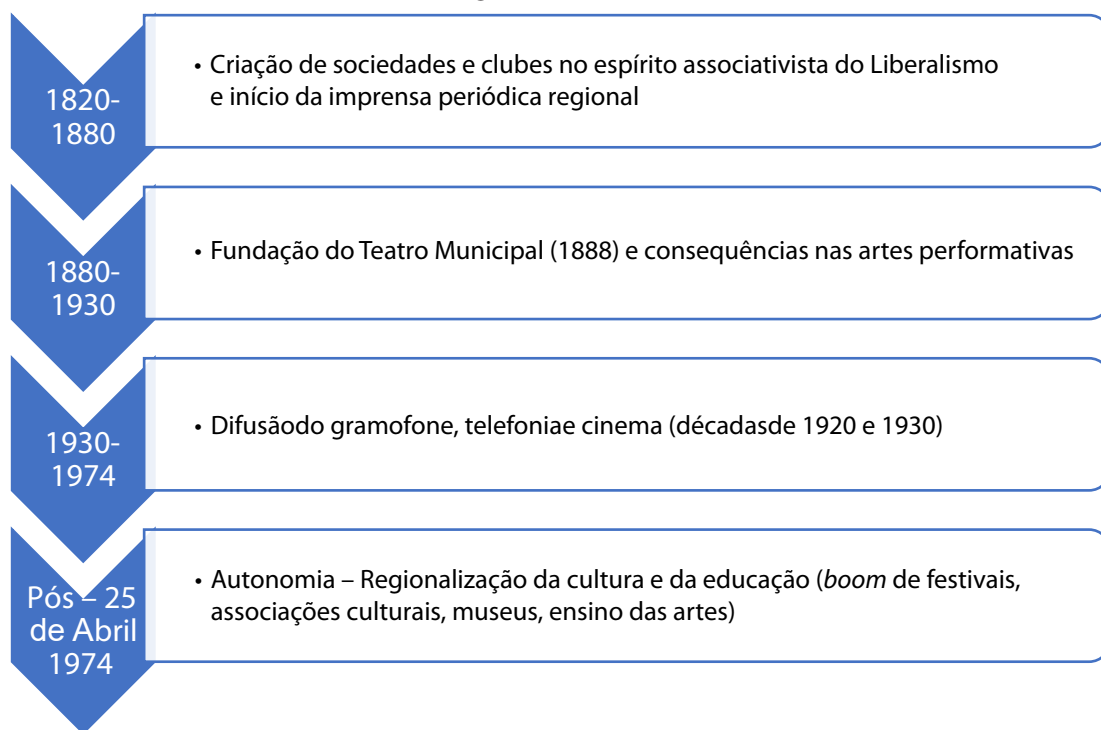 1820-
1880
• Criação de sociedades e clubes no espírito associativista do Liberalismo
e início da imprensa periódica regional
1880-
1930
• Fundação do Teatro Municipal (1888) e consequências nas artes performativas
1930-
1974
• Difusãodo gramofone, telefoniae cinema (décadasde 1920 e 1930)
Pós – 25
de Abril
1974
• Autonomia – Regionalização da cultura e da educação (boom de festivais,
associações culturais, museus, ensino das artes)